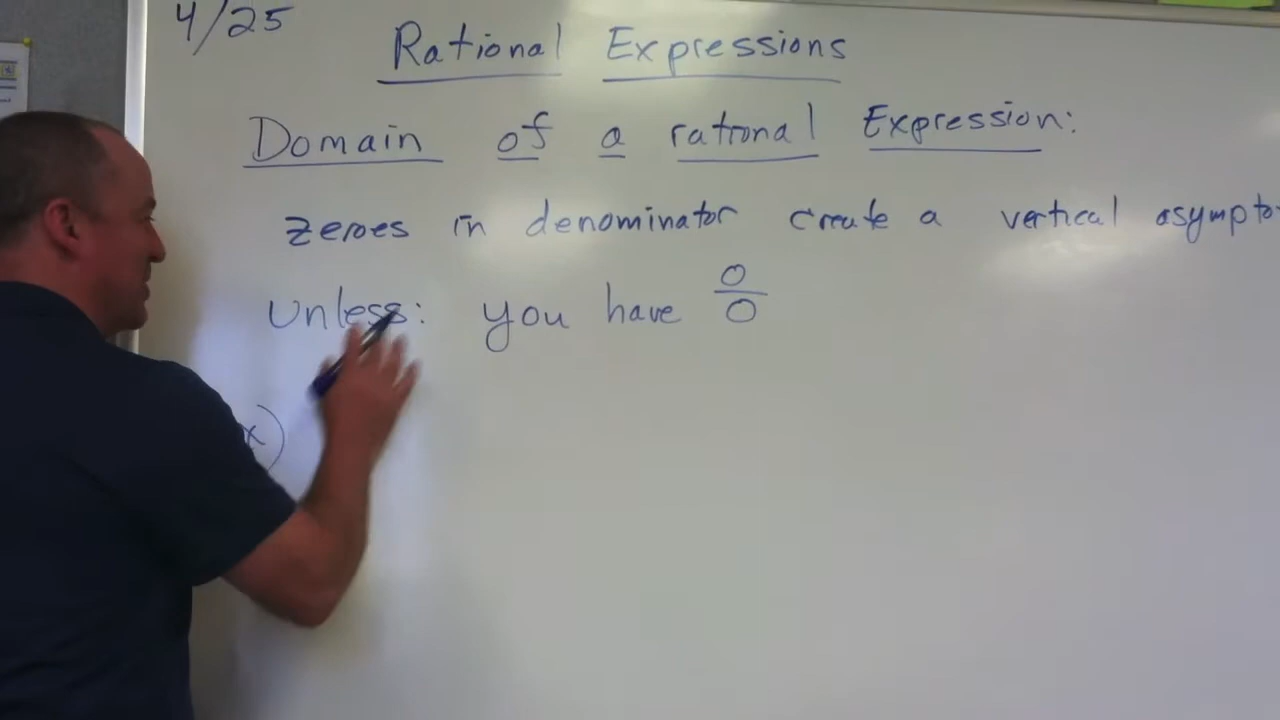 4/25
Rational Expressions
Domain of a rational Expression:
zeroes in denominator create a vertical asympto
Unless: you have 0/0
x)